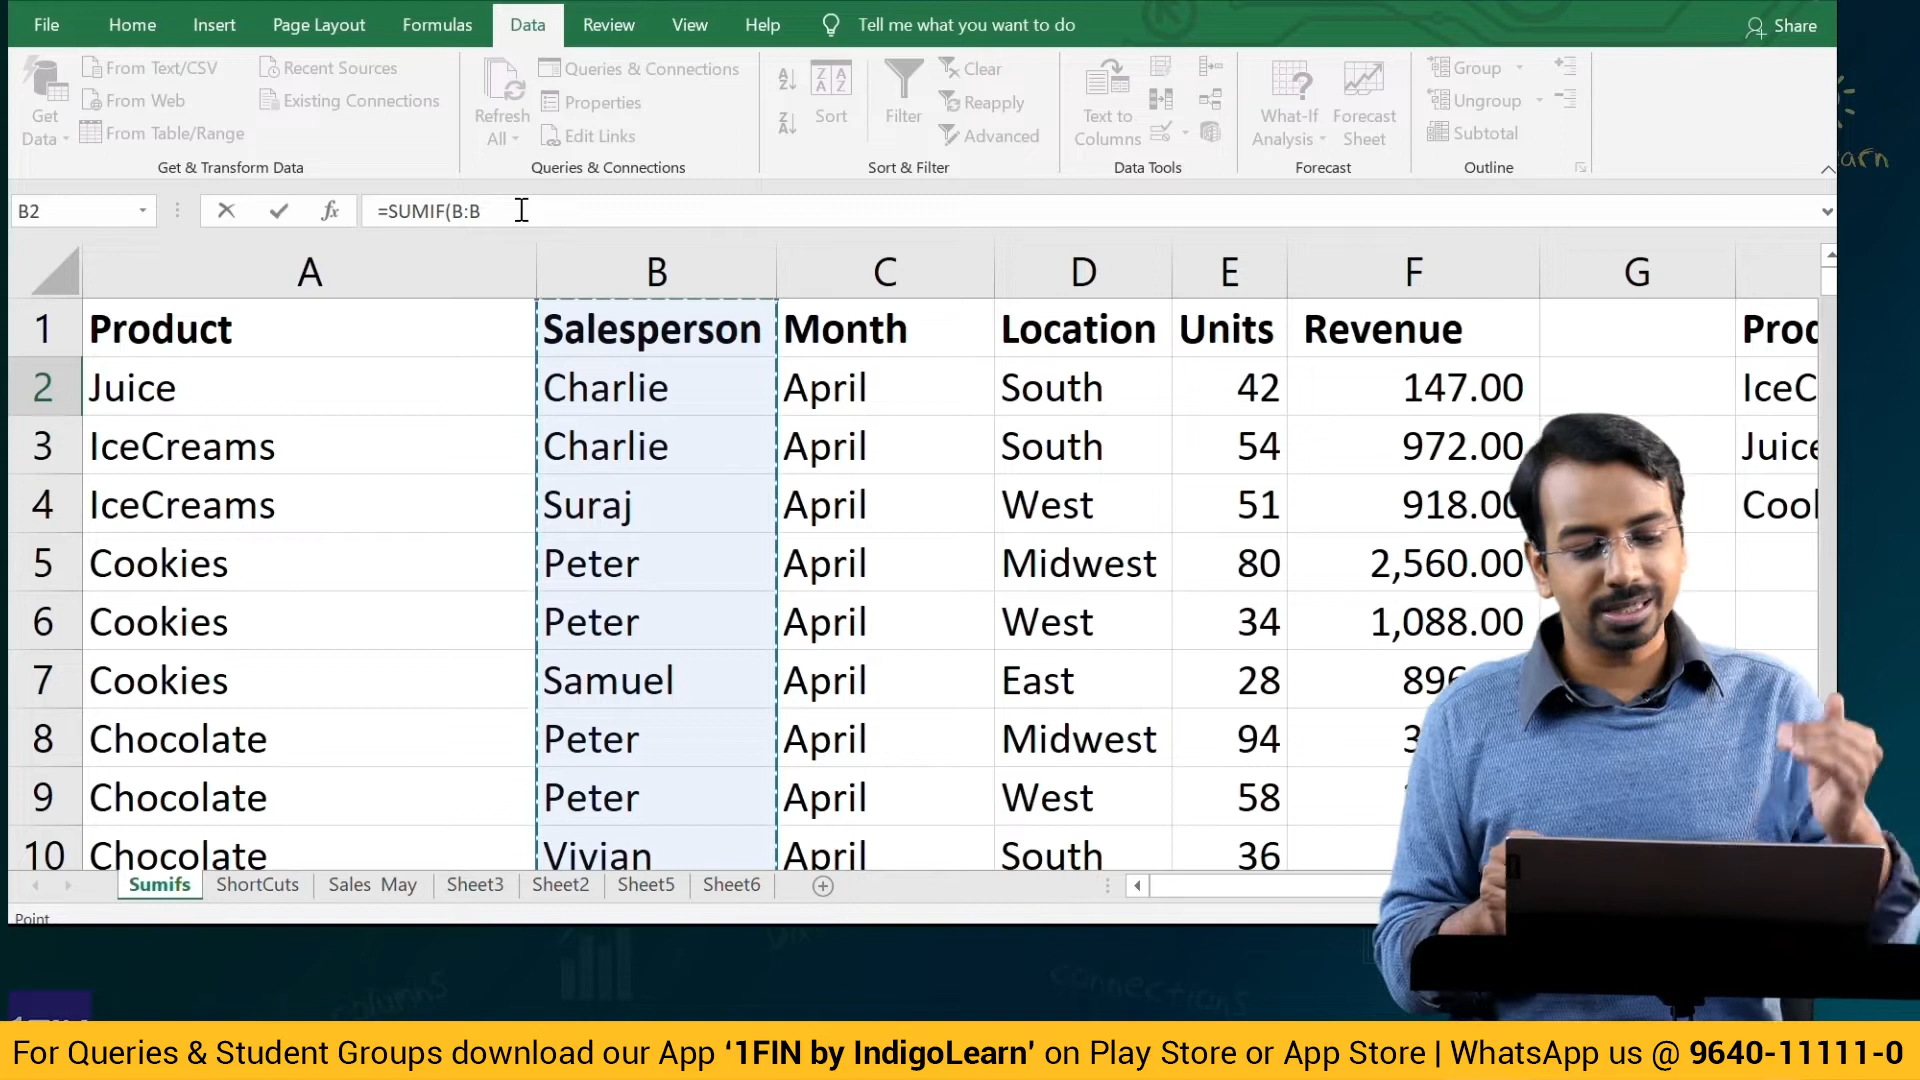 File Home Insert Page Layout Formulas Data Review View Help Tell me what you want to do Share
From Text/CSV Recent Sources Queries & Connections Clear Group
From Web Existing Connections Properties Reapply Ungroup
Get Data From Table/Range Refresh All Edit Links Sort Filter Advanced Text to Columns What-If Analysis Forecast Sheet Subtotal
Get & Transform Data Queries & Connections Sort & Filter Data Tools Forecast Outline
B2 fx =SUMIF(B:B
A B C D E F G
1 Product Salesperson Month Location Units Revenue
2 Juice Charlie April South 42 147.00
3 IceCreams Charlie April South 54 972.00
4 IceCreams Suraj April West 51
5 Cookies Peter April Midwest 80 2,560.00
6 Cookies Peter April West 34 1,088.00
7 Cookies Samuel April East 28
8 Chocolate Peter April Midwest 94
9 Chocolate Peter April West 58
10 Chocolate Vivian April South 36
Sumifs ShortCuts Sales May Sheet3 Sheet2 Sheet5 Sheet6
Point
columns connections
For Queries & Student Groups download our App ‘1FIN by IndigoLearn’ on Play Store or App Store | WhatsApp us @ 9640-11111-0